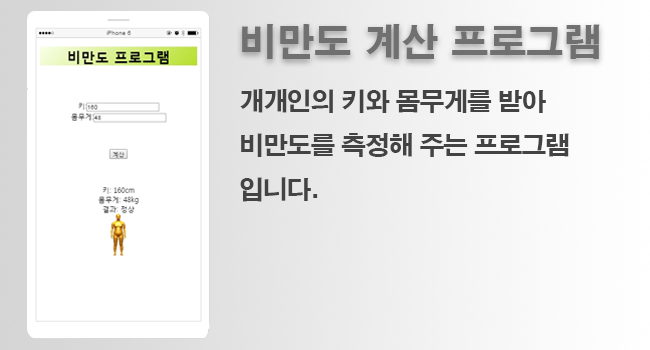 iPhone 6
비만도 프로그램
키:160
몸무게:48
계산
키: 160cm
몸무게: 48kg
결과: 정상
비만도 계산 프로그램
개개인의 키와 몸무게를 받아
비만도를 측정해 주는 프로그램
입니다.